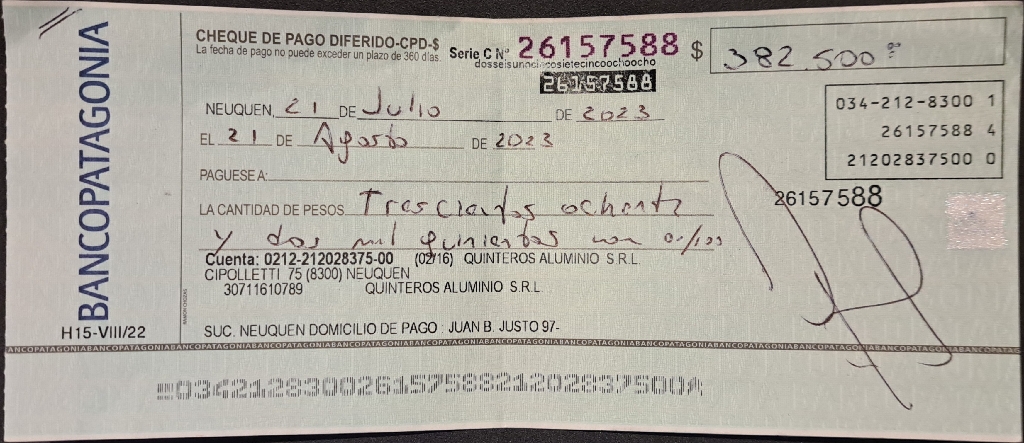 BANCOPATAGONIA
H15-VIII/22
CHEQUE DE PAGO DIFERIDO-CPD-$
La fecha de pago no puede exceder un plazo de 360 días.
Serie C Nº 26157588 $ 382.500
26157588
NEUQUEN, 21 DE Julio DE 2023
EL 21 DE Agosto DE 2023
PAGUESE A:
LA CANTIDAD DE PESOS Trescientos ochenta
y dos mil quinientos con 0/100
Cuenta: 0212-212028375-00 (02/16) QUINTEROS ALUMINIO S.R.L.
CIPOLLETTI 75 (8300) NEUQUEN
30711610789 QUINTEROS ALUMINIO S.R.L
SUC. NEUQUEN DOMICILIO DE PAGO : JUAN B. JUSTO 97-
034-212-8300 1
26157588 4
21202837500 0
26157588
BANCOPATAGONIABANCOPATAGONIABANCOPATAGONIA
03421283002615758821202837500